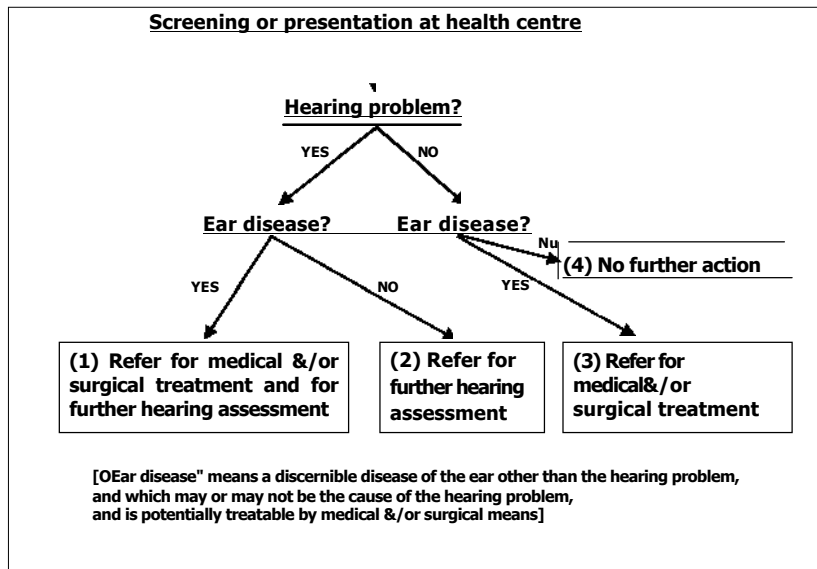 Screening or presentation at health centre
Hearing problem?
YES
NO
Ear disease?
Ear disease?
Nu
(4) No further action
YES
NO
YES
(1) Refer for medical &/or
surgical treatment and for
further hearing assessment
(2) Refer for
further hearing
assessment
(3) Refer for
medical&/or
surgical treatment
[OEar disease" means a discernible disease of the ear other than the hearing problem,
and which may or may not be the cause of the hearing problem,
and is potentially treatable by medical &/or surgical means]